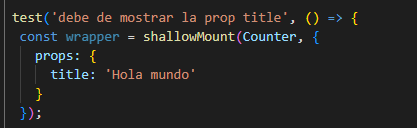 test('debe de mostrar la prop title', () => {
const wrapper = shallowMount(Counter, {
props: {
title: 'Hola mundo'
}
});